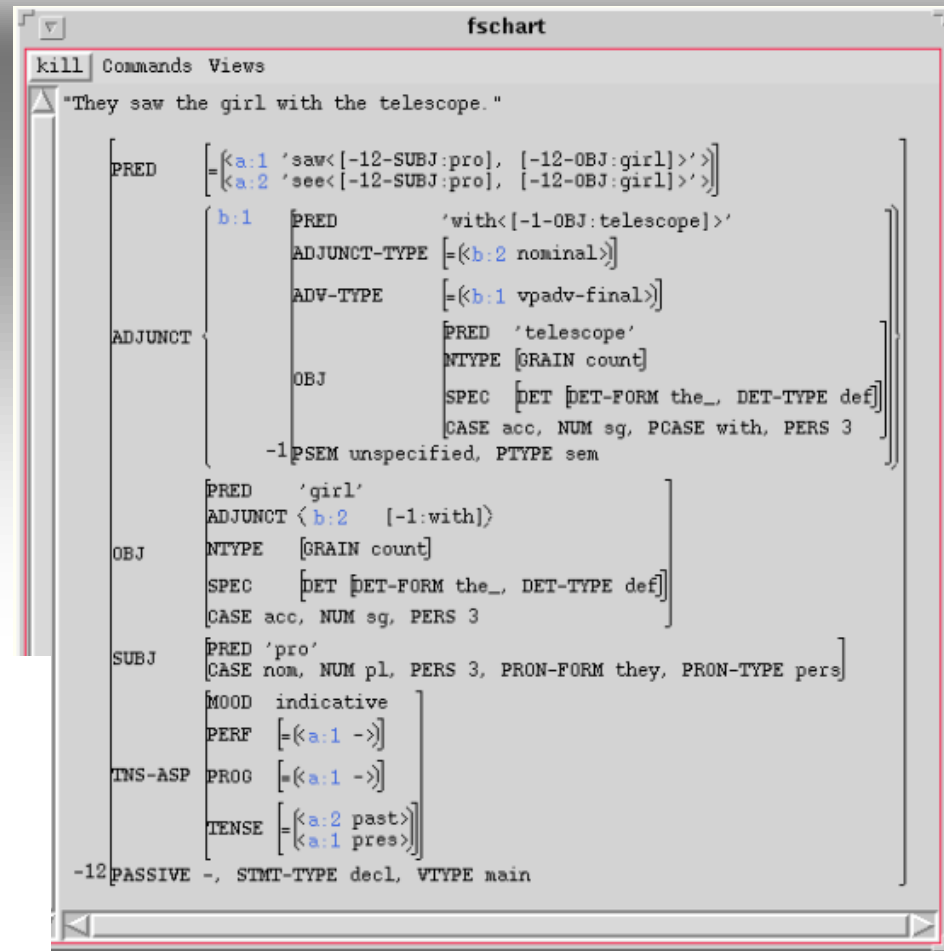 fschart
kill Commands Views
"They saw the girl with the telescope."
PRED [=⟨<a:1 'saw<[-12-SUBJ:pro], [-12-OBJ:girl]>'>
<a:2 'see<[-12-SUBJ:pro], [-12-OBJ:girl]>'>⟩]
b:1 [PRED 'with<[-1-OBJ:telescope]>'
ADJUNCT-TYPE [=⟨<b:2 nominal>⟩]
ADV-TYPE [=⟨<b:1 vpadv-final>⟩]
ADJUNCT {
[PRED 'telescope'
NTYPE [GRAIN count]
OBJ
SPEC [DET [DET-FORM the_, DET-TYPE def]]
CASE acc, NUM sg, PCASE with, PERS 3]
-1[PSEM unspecified, PTYPE sem]}
[PRED 'girl'
ADJUNCT { b:2 [-1:with]}
OBJ NTYPE [GRAIN count]
SPEC [DET [DET-FORM the_, DET-TYPE def]]
CASE acc, NUM sg, PERS 3]
SUBJ [PRED 'pro'
CASE nom, NUM pl, PERS 3, PRON-FORM they, PRON-TYPE pers]
[MOOD indicative
PERF [=⟨<a:1 ->⟩]
TNS-ASP PROG [=⟨<a:1 ->⟩]
TENSE [=⟨<a:2 past>
<a:1 pres>⟩]]
-12[PASSIVE -, STMT-TYPE decl, VTYPE main]